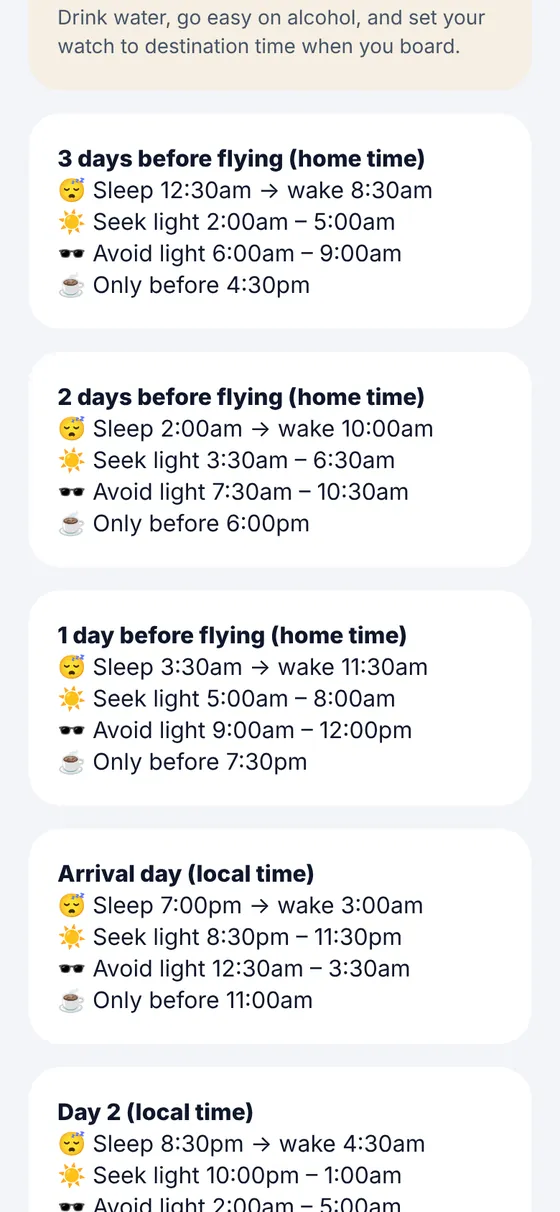 Drink water, go easy on alcohol, and set your
watch to destination time when you board.
3 days before flying (home time)
😴 Sleep 12:30am → wake 8:30am
☀️ Seek light 2:00am – 5:00am
🕶️ Avoid light 6:00am – 9:00am
☕ Only before 4:30pm
2 days before flying (home time)
😴 Sleep 2:00am → wake 10:00am
☀️ Seek light 3:30am – 6:30am
🕶️ Avoid light 7:30am – 10:30am
☕ Only before 6:00pm
1 day before flying (home time)
😴 Sleep 3:30am → wake 11:30am
☀️ Seek light 5:00am – 8:00am
🕶️ Avoid light 9:00am – 12:00pm
☕ Only before 7:30pm
Arrival day (local time)
😴 Sleep 7:00pm → wake 3:00am
☀️ Seek light 8:30pm – 11:30pm
🕶️ Avoid light 12:30am – 3:30am
☕ Only before 11:00am
Day 2 (local time)
😴 Sleep 8:30pm → wake 4:30am
☀️ Seek light 10:00pm – 1:00am
🕶️ Avoid light 2:00am – 5:00am